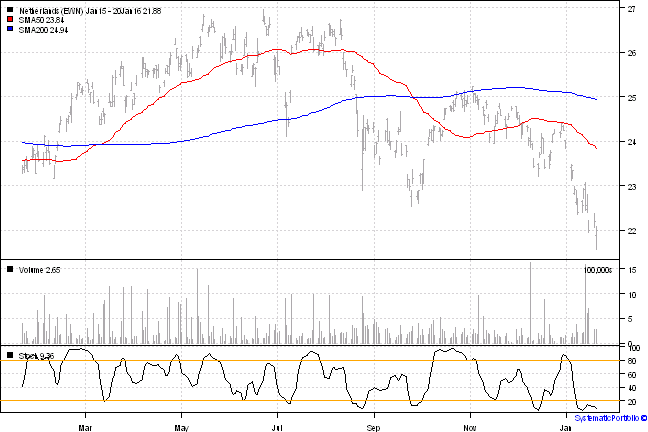 Netherlands (EWN) Jan15 - 20Jan16 21.88
SMA50 23.84
SMA200 24.94
27
26
25
24
23
22
Volume 2.65
100,000s
15
10
5
0
Stock 9.36
100
80
60
40
20
Mar May Jul Sep Nov Jan
SystematicPortfolio ©